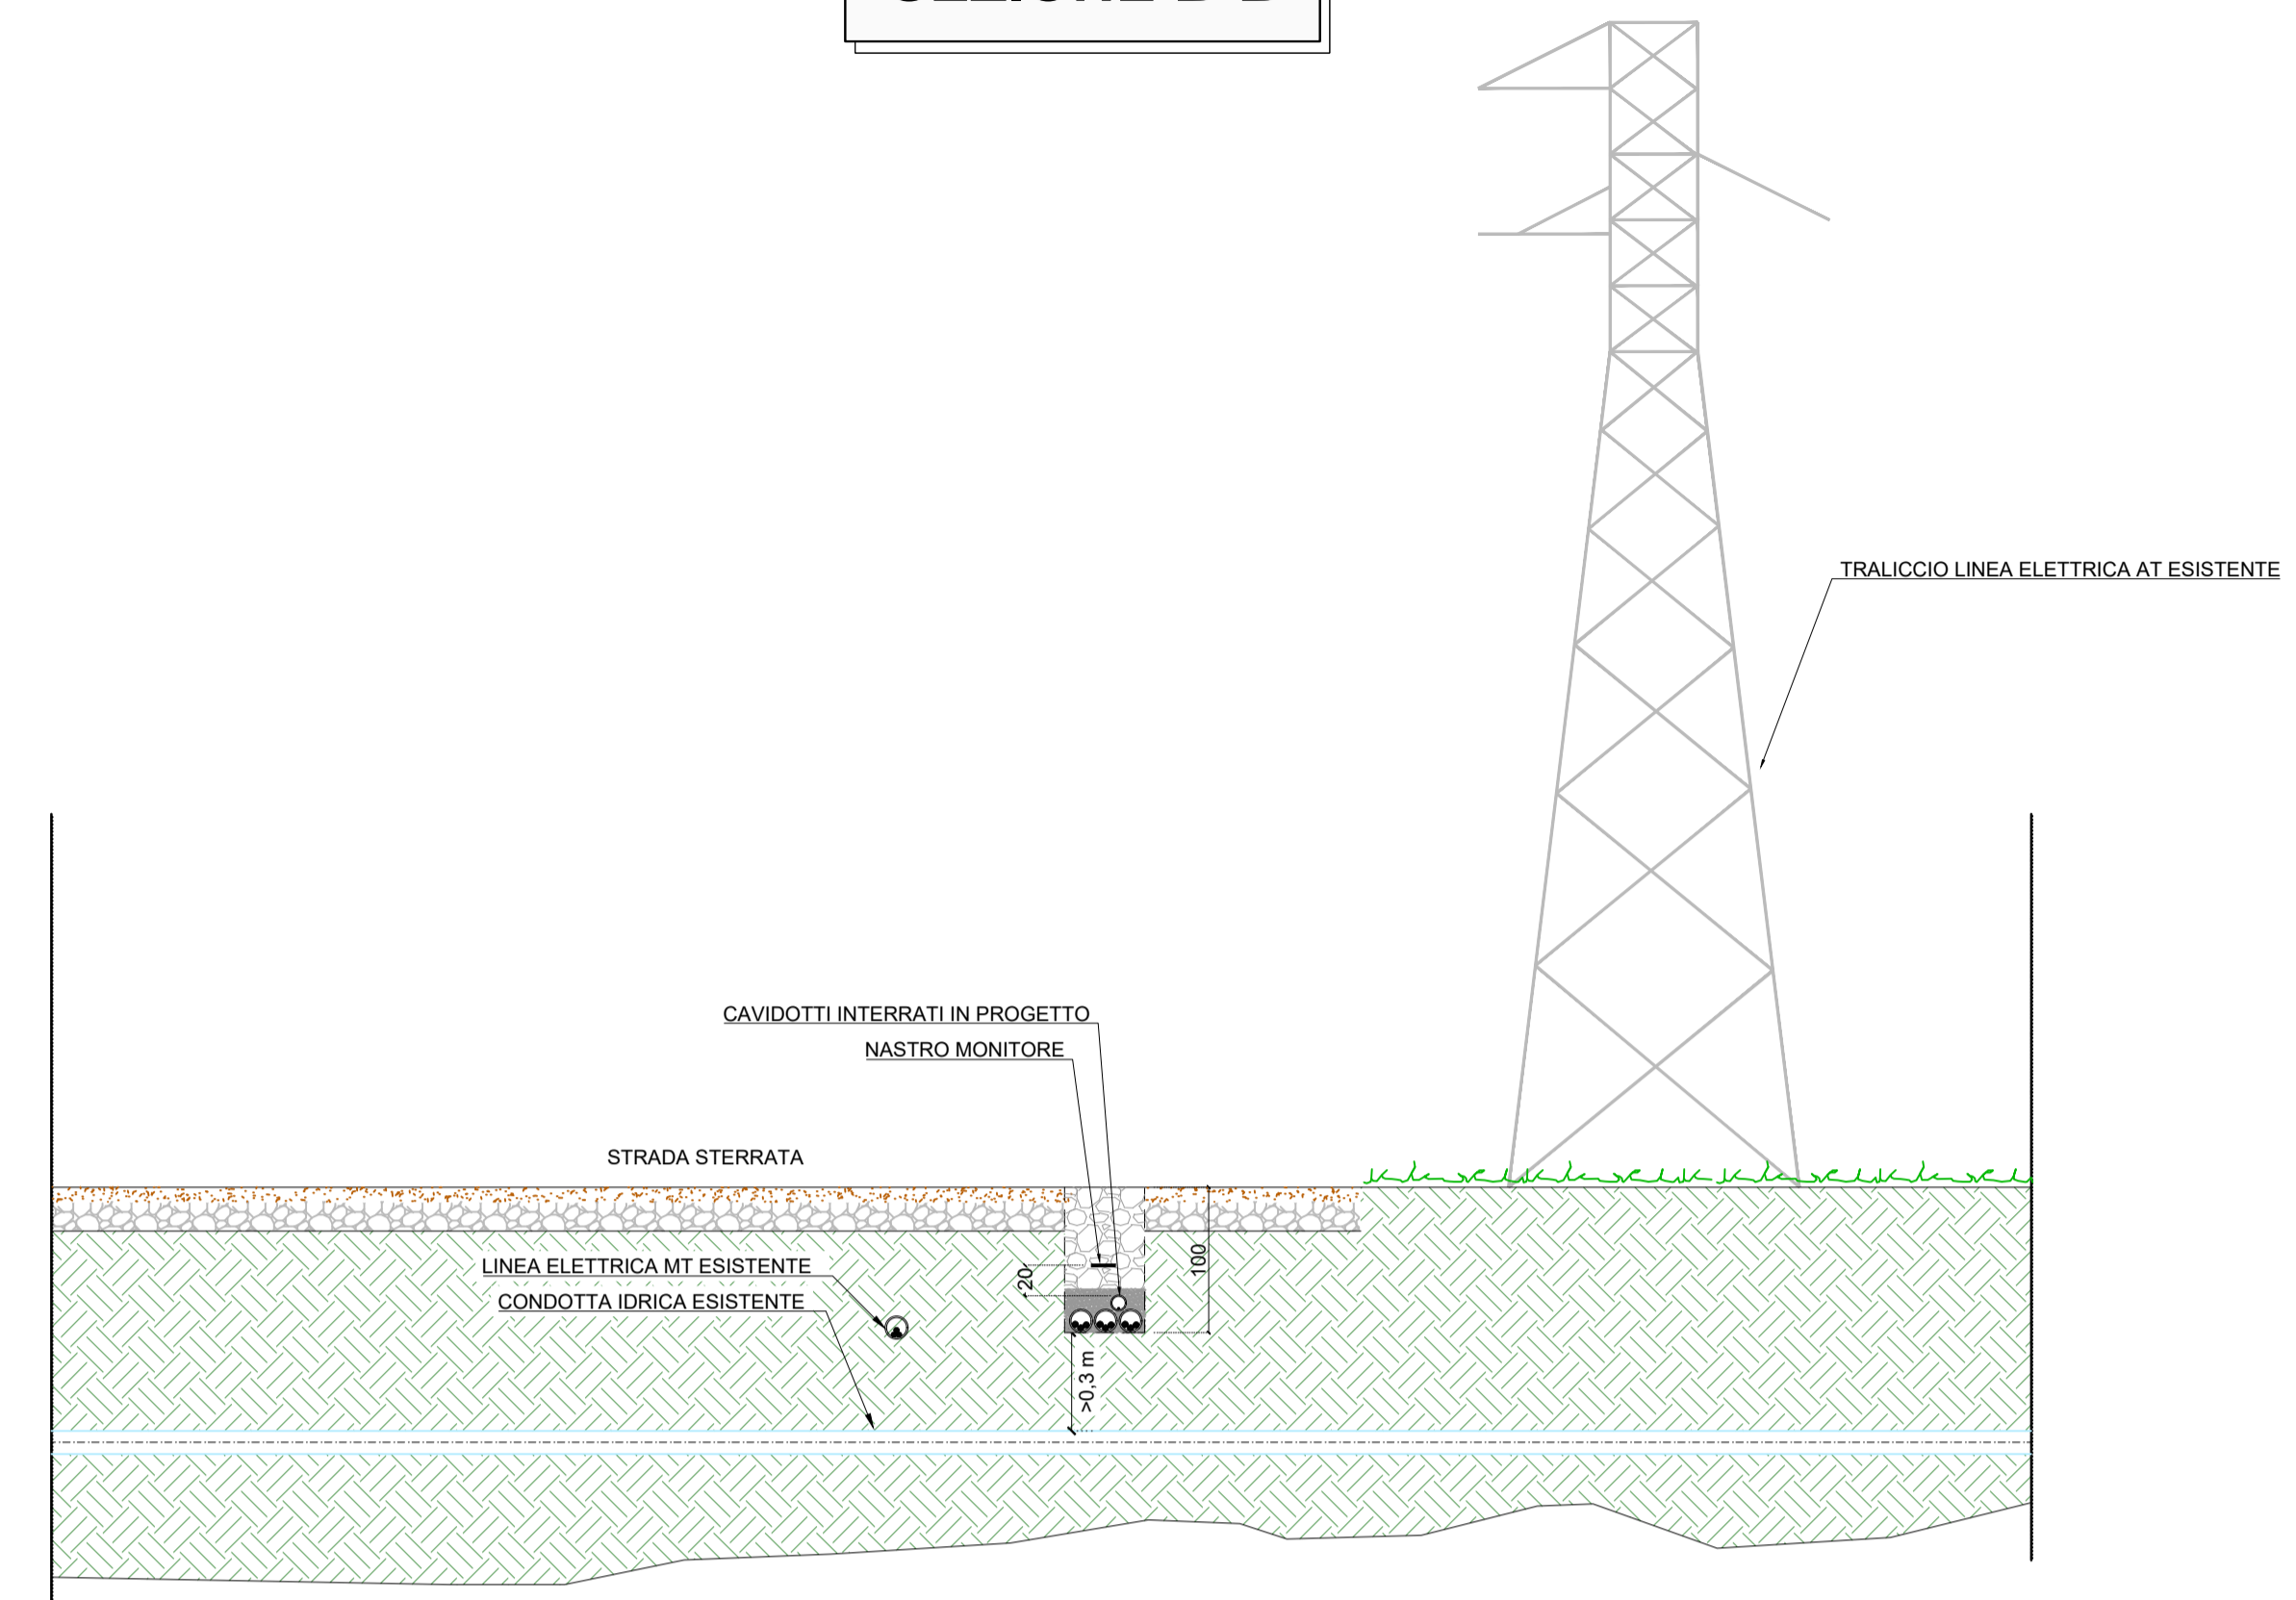 TRALICCIO LINEA ELETTRICA AT ESISTENTE
CAVIDOTTI INTERRATI IN PROGETTO
NASTRO MONITORE
STRADA STERRATA
LINEA ELETTRICA MT ESISTENTE
CONDOTTA IDRICA ESISTENTE
20
100
>0,3 m